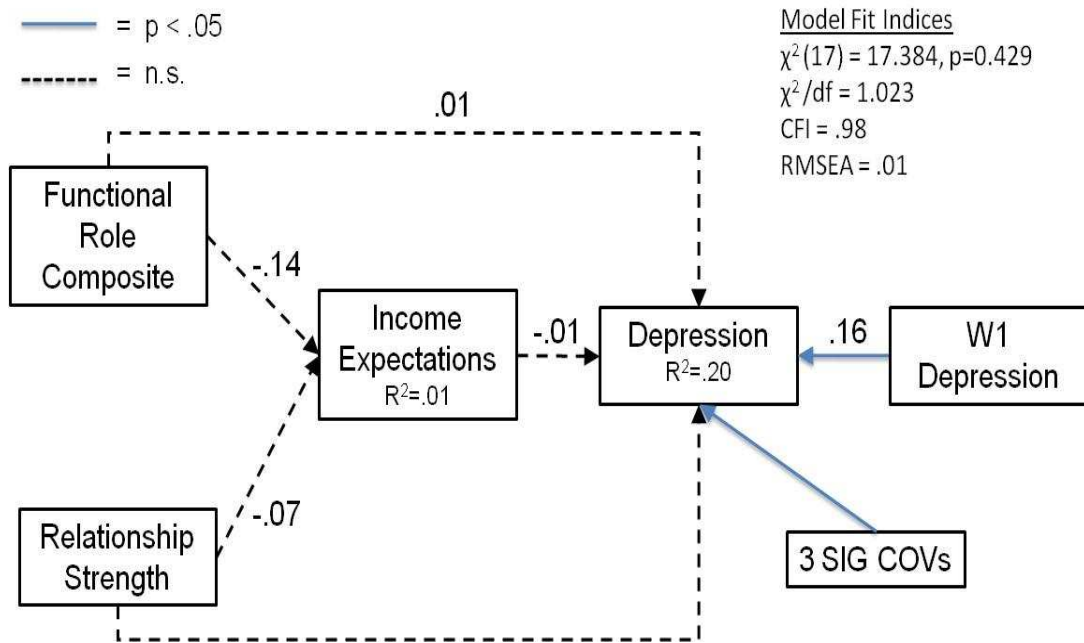 = p < .05
= n.s.
Model Fit Indices
χ²(17) = 17.384, p=0.429
χ²/df = 1.023
CFI = .98
RMSEA = .01
.01
Functional
Role
Composite
-.14
Income
Expectations
R²=.01
-.01
Depression
R²=.20
.16
W1
Depression
-.07
Relationship
Strength
3 SIG COVs